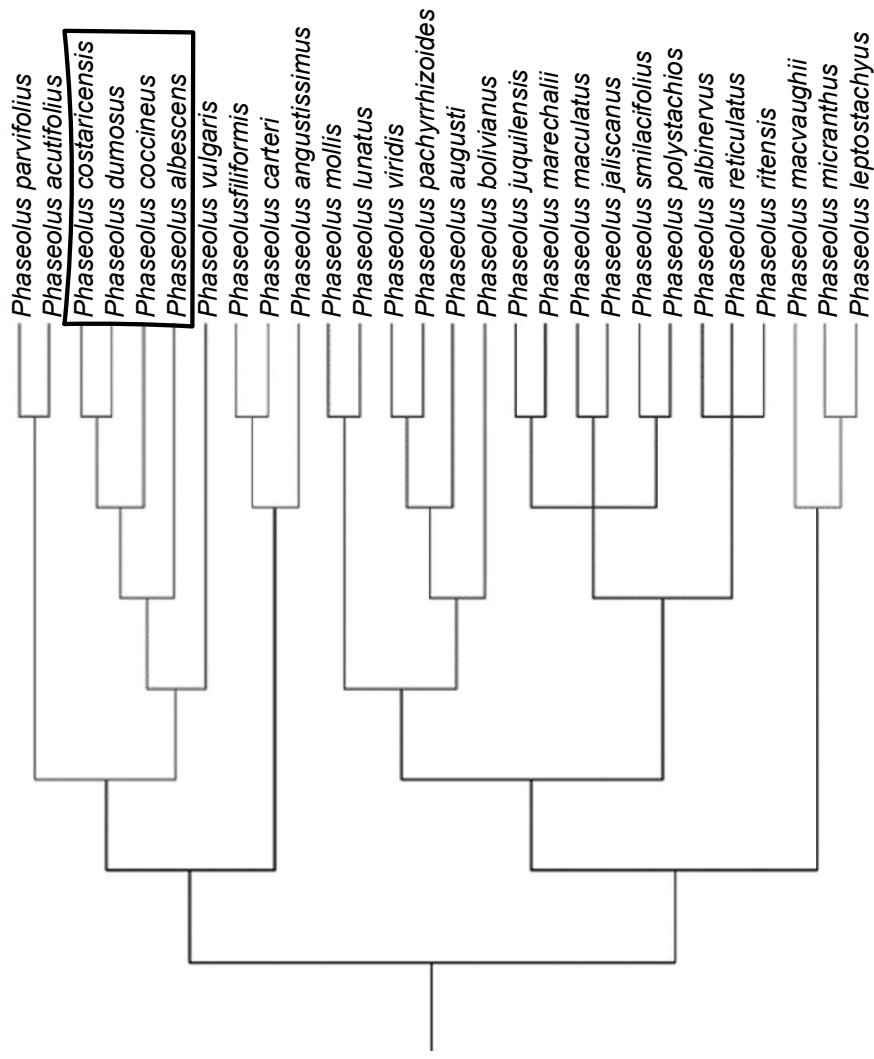 Phaseolus parvifolius
Phaseolus acutifolius
Phaseolus costaricensis
Phaseolus dumosus
Phaseolus coccineus
Phaseolus albescens
Phaseolus vulgaris
Phaseolusfiliformis
Phaseolus carteri
Phaseolus angustissimus
Phaseolus mollis
Phaseolus lunatus
Phaseolus viridis
Phaseolus pachyrrhizoides
Phaseolus augusti
Phaseolus bolivianus
Phaseolus juquilensis
Phaseolus marechalii
Phaseolus maculatus
Phaseolus jaliscanus
Phaseolus smilacifolius
Phaseolus polystachios
Phaseolus albinervus
Phaseolus reticulatus
Phaseolus ritensis
Phaseolus macvaughii
Phaseolus micranthus
Phaseolus leptostachyus